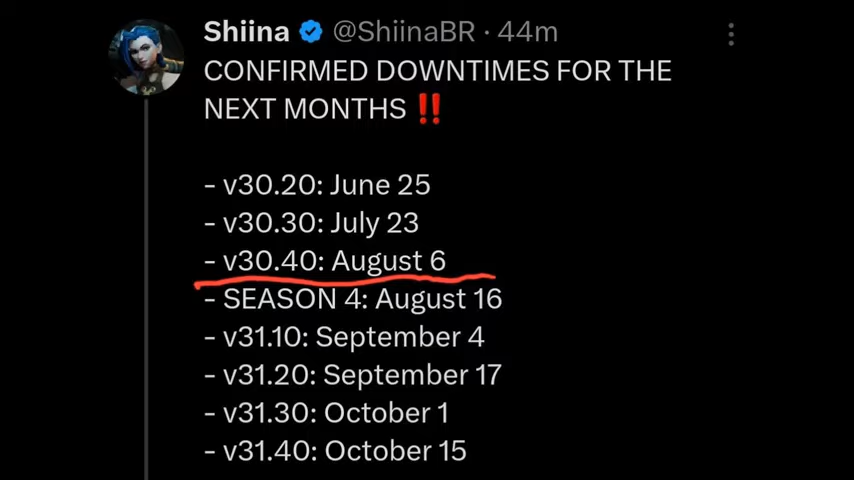 Shiina @ShiinaBR · 44m
CONFIRMED DOWNTIMES FOR THE
NEXT MONTHS ‼️
- v30.20: June 25
- v30.30: July 23
- v30.40: August 6
- SEASON 4: August 16
- v31.10: September 4
- v31.20: September 17
- v31.30: October 1
- v31.40: October 15